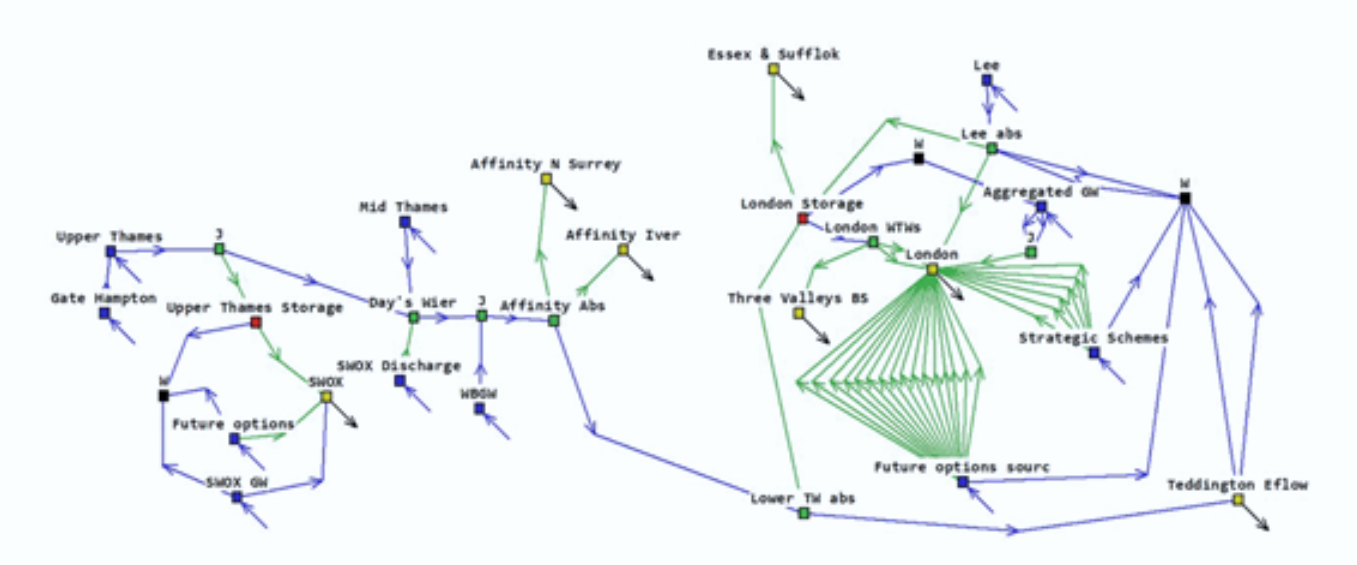 Essex & Sufflok
Lee
Lee abs
W
Affinity N Surrey
Aggregated GW
W
Mid Thames
London Storage
Upper Thames
J
Affinity Iver
London WTWs
J
London
Gate Hampton
Upper Thames Storage
Day's Wier
J
Affinity Abs
Three Valleys BS
Strategic Schemes
SWOX Discharge
W
SWOX
WBGW
Future options
Future options sourc
SWOX GW
Teddington Eflow
Lower TW abs